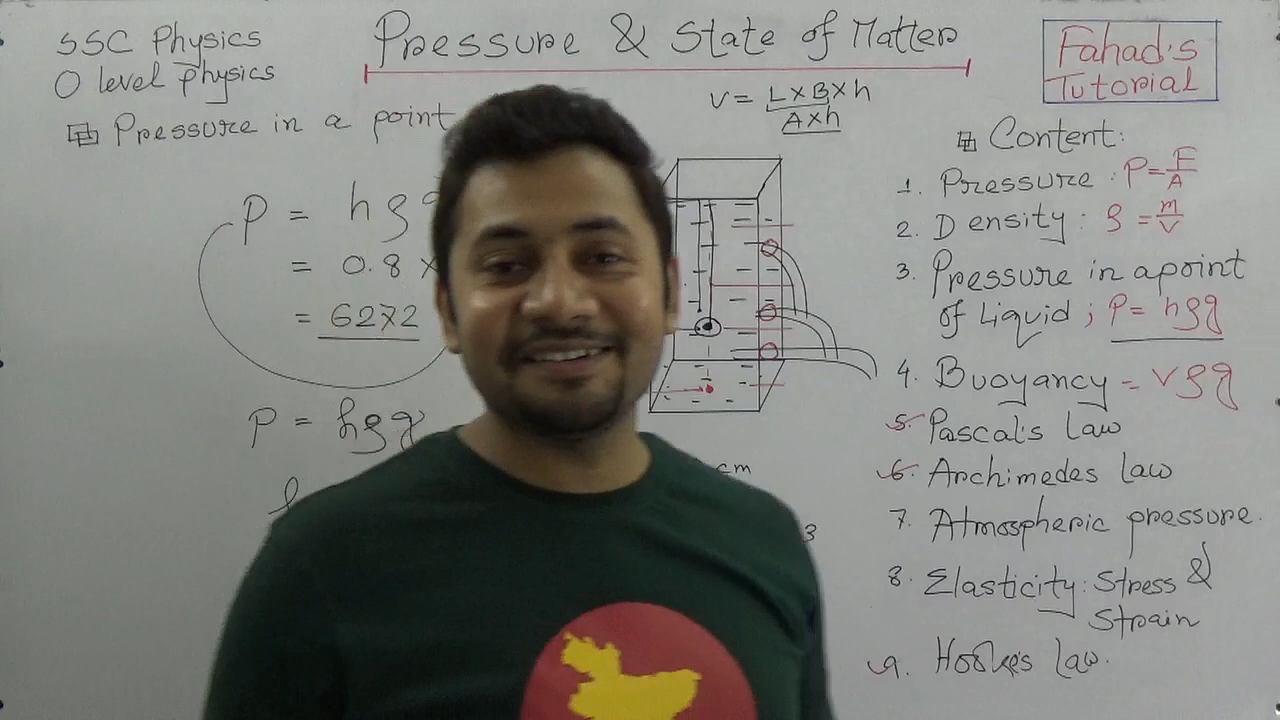 SSC Physics
O level physics
Pressure & State of Matter
Fahad's
Tutorial
V = L×B×h
A×h
Pressure in a point
P = hρg
= 0.8 ×
= 6272
P = hρg
cm
3
Content:
1. Pressure : P = F/A
2. Density : ρ = m/V
3. Pressure in a point
of Liquid ; P = hρg
4. Buoyancy = Vρg
5. Pascal's law
6. Archimedes law
7. Atmospheric pressure.
8. Elasticity: Stress &
Strain
9. Hooke's law.